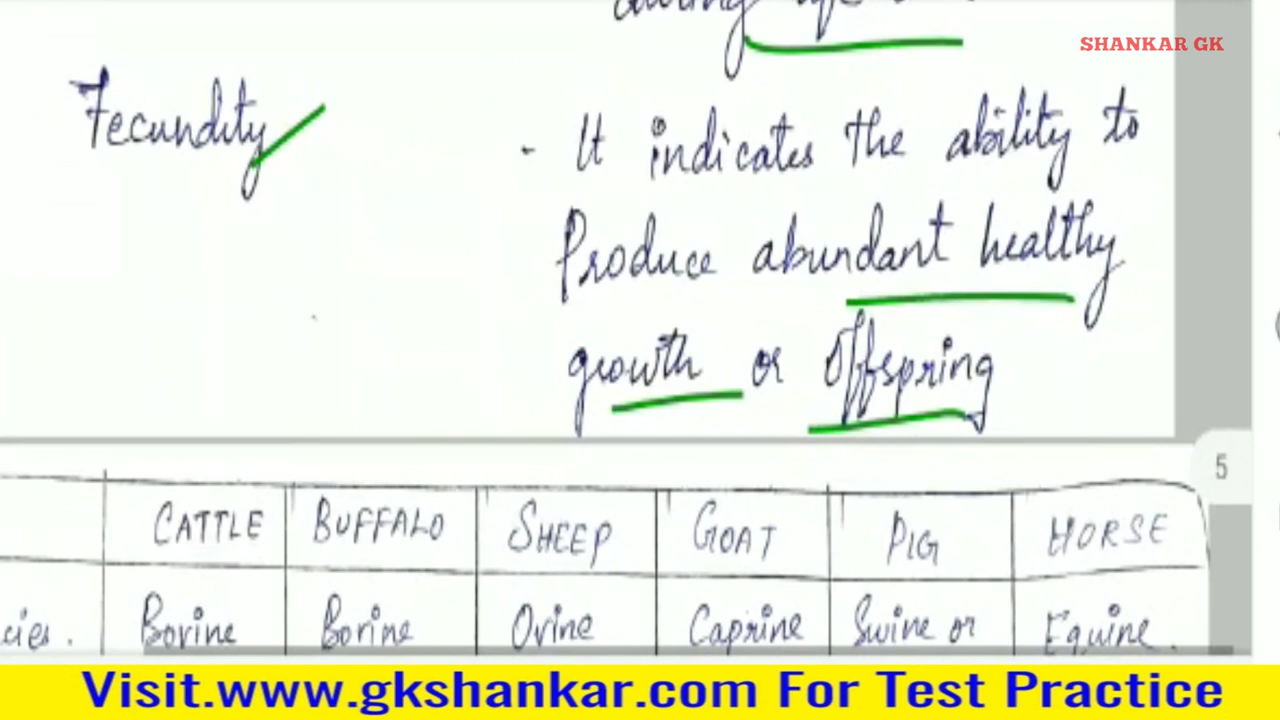 SHANKAR GK
Fecundity
- It indicates the ability to
Produce abundant healthy
growth or offspring
5
CATTLE BUFFALO SHEEP GOAT PIG HORSE
cies. Bovine Bovine Ovine Caprine Swine or Equine.
Visit.www.gkshankar.com For Test Practice